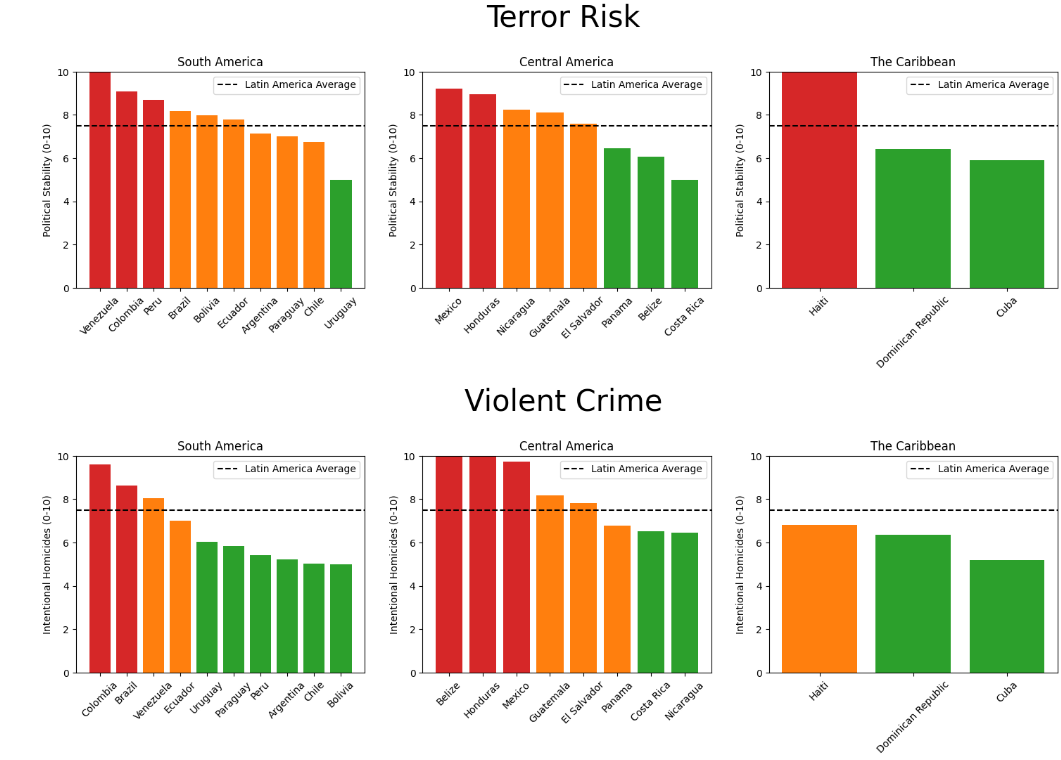 Terror Risk
South America
Central America
The Caribbean
Latin America Average
Latin America Average
Latin America Average
Political Stability (0-10)
10
8
6
4
2
0
Venezuela
Colombia
Peru
Brazil
Bolivia
Ecuador
Argentina
Paraguay
Chile
Uruguay
Political Stability (0-10)
10
8
6
4
2
0
Mexico
Honduras
Nicaragua
Guatemala
El Salvador
Panama
Belize
Costa Rica
Political Stability (0-10)
10
8
6
4
2
0
Haiti
Dominican Republic
Cuba
Violent Crime
South America
Central America
The Caribbean
Latin America Average
Latin America Average
Latin America Average
Intentional Homicides (0-10)
10
8
6
4
2
0
Colombia
Brazil
Venezuela
Ecuador
Uruguay
Paraguay
Peru
Argentina
Chile
Bolivia
Intentional Homicides (0-10)
10
8
6
4
2
0
Belize
Honduras
Mexico
Guatemala
El Salvador
Panama
Costa Rica
Nicaragua
Intentional Homicides (0-10)
10
8
6
4
2
0
Haiti
Dominican Republic
Cuba